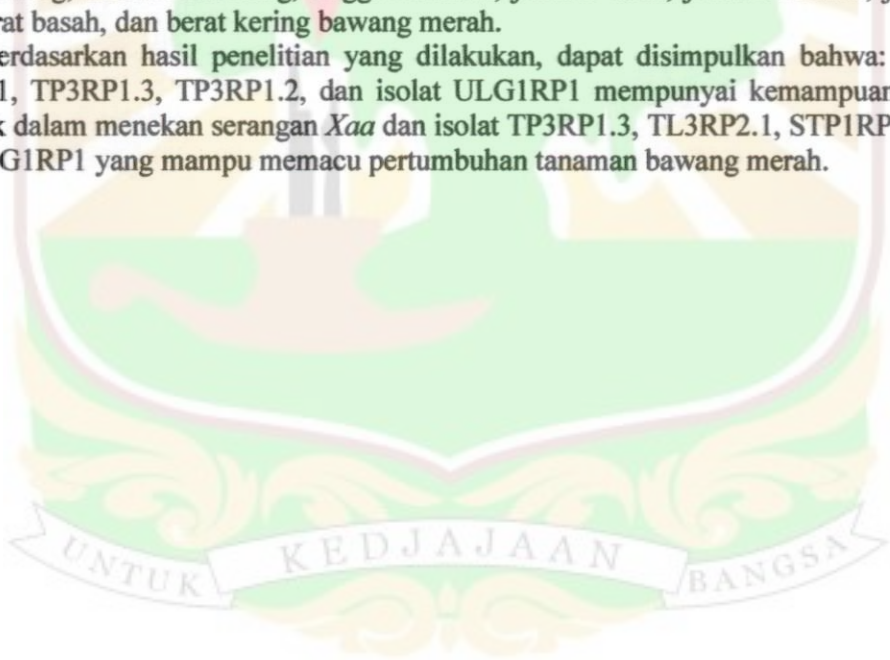 rat basah, dan berat kering bawang merah.
erdasarkan hasil penelitian yang dilakukan, dapat disimpulkan bahwa:
1, TP3RP1.3, TP3RP1.2, dan isolat ULG1RP1 mempunyai kemampuan
k dalam menekan serangan Xaa dan isolat TP3RP1.3, TL3RP2.1, STP1RP
G1RP1 yang mampu memacu pertumbuhan tanaman bawang merah.
UNTUK KEDJAJAAN BANGSA